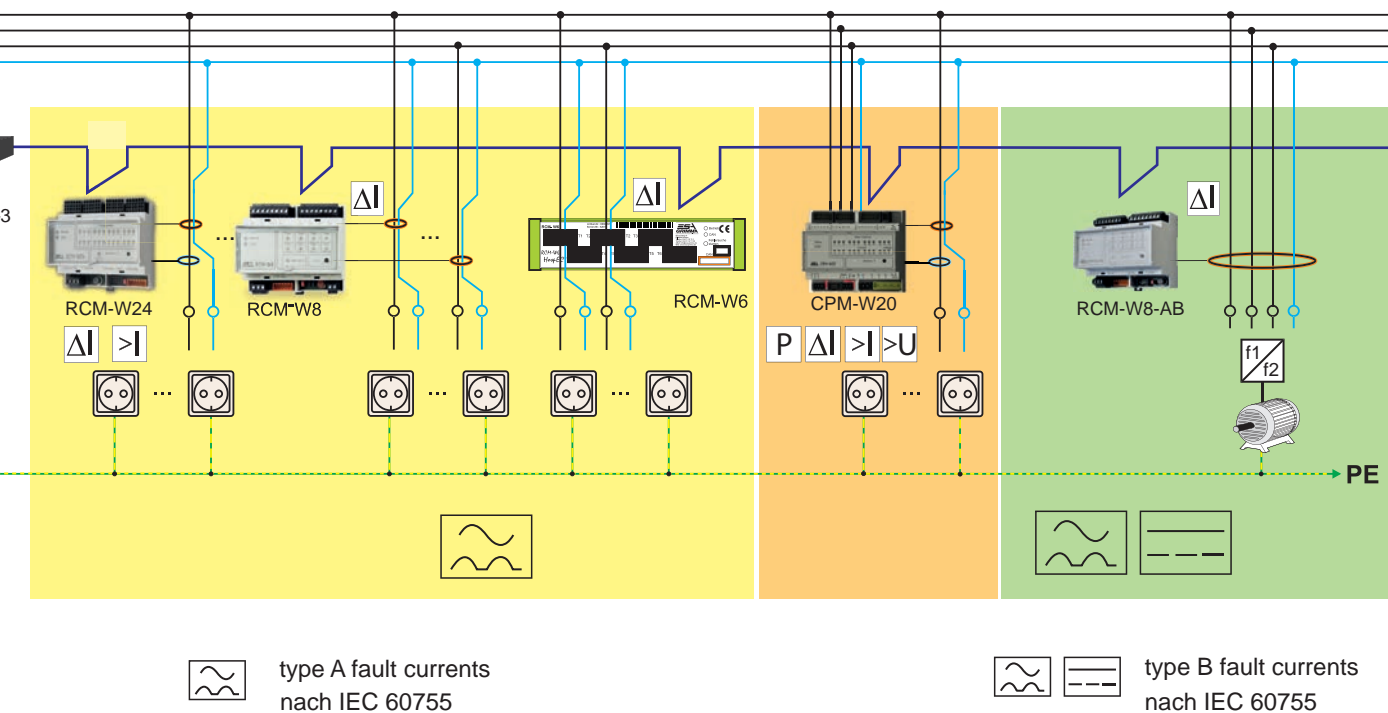 3
ΔI
ΔI
ΔI
...
...
RCM-W24
RCM-W8
RCM-W6
CPM-W20
RCM-W8-AB
ΔI >I
P ΔI >I >U
f1
f2
... ... ... ...
PE
type A fault currents
nach IEC 60755
type B fault currents
nach IEC 60755